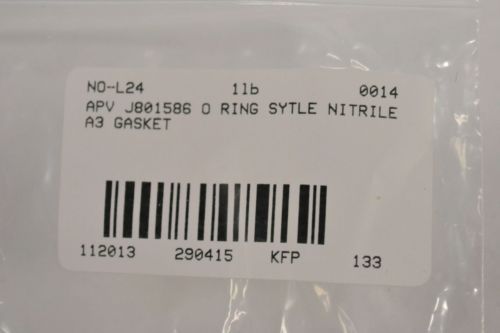 NO-L24 1lb 0014
APV J801586 O RING SYTLE NITRILE
A3 GASKET
112013 290415 KFP 133